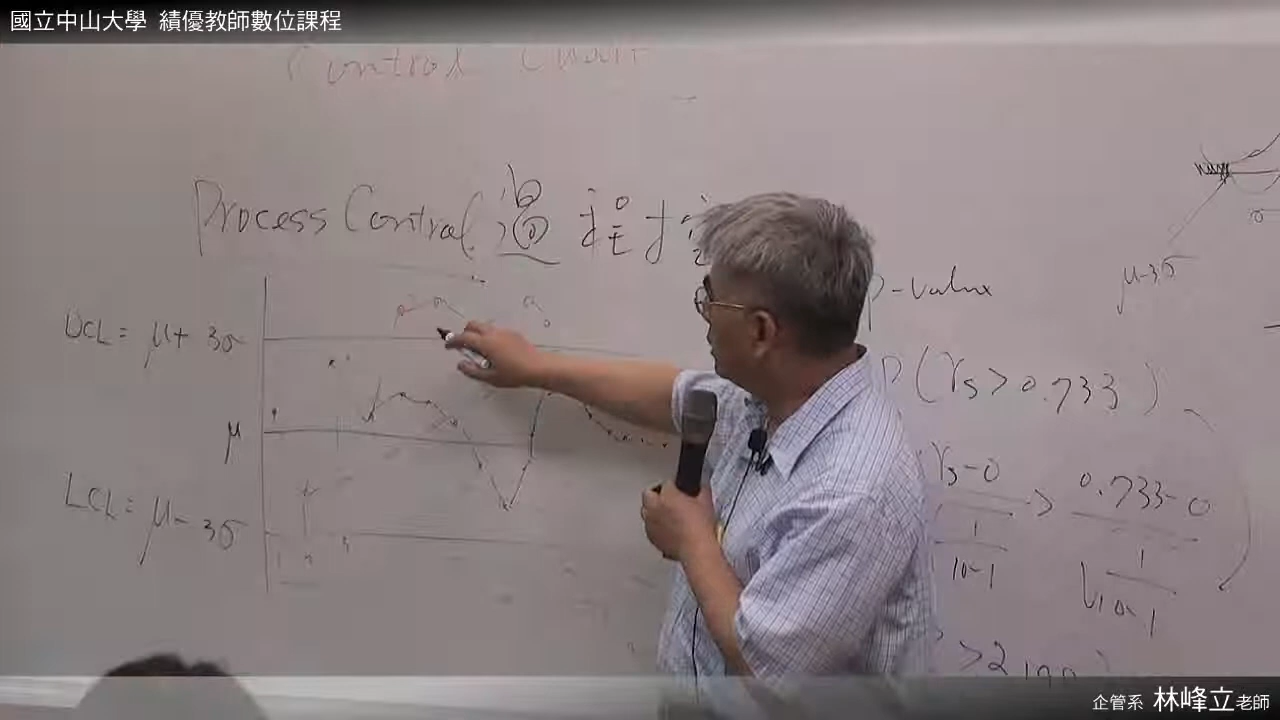 國立中山大學 績優教師數位課程
Control Chart
Process Control 過程控
UCL = μ + 3σ
μ
LCL = μ - 3σ
P-value
P(rs > 0.733)
rs-0
1
10-1
>
0.733-0
1
√10-1
μ-3σ
企管系 林峰立老師